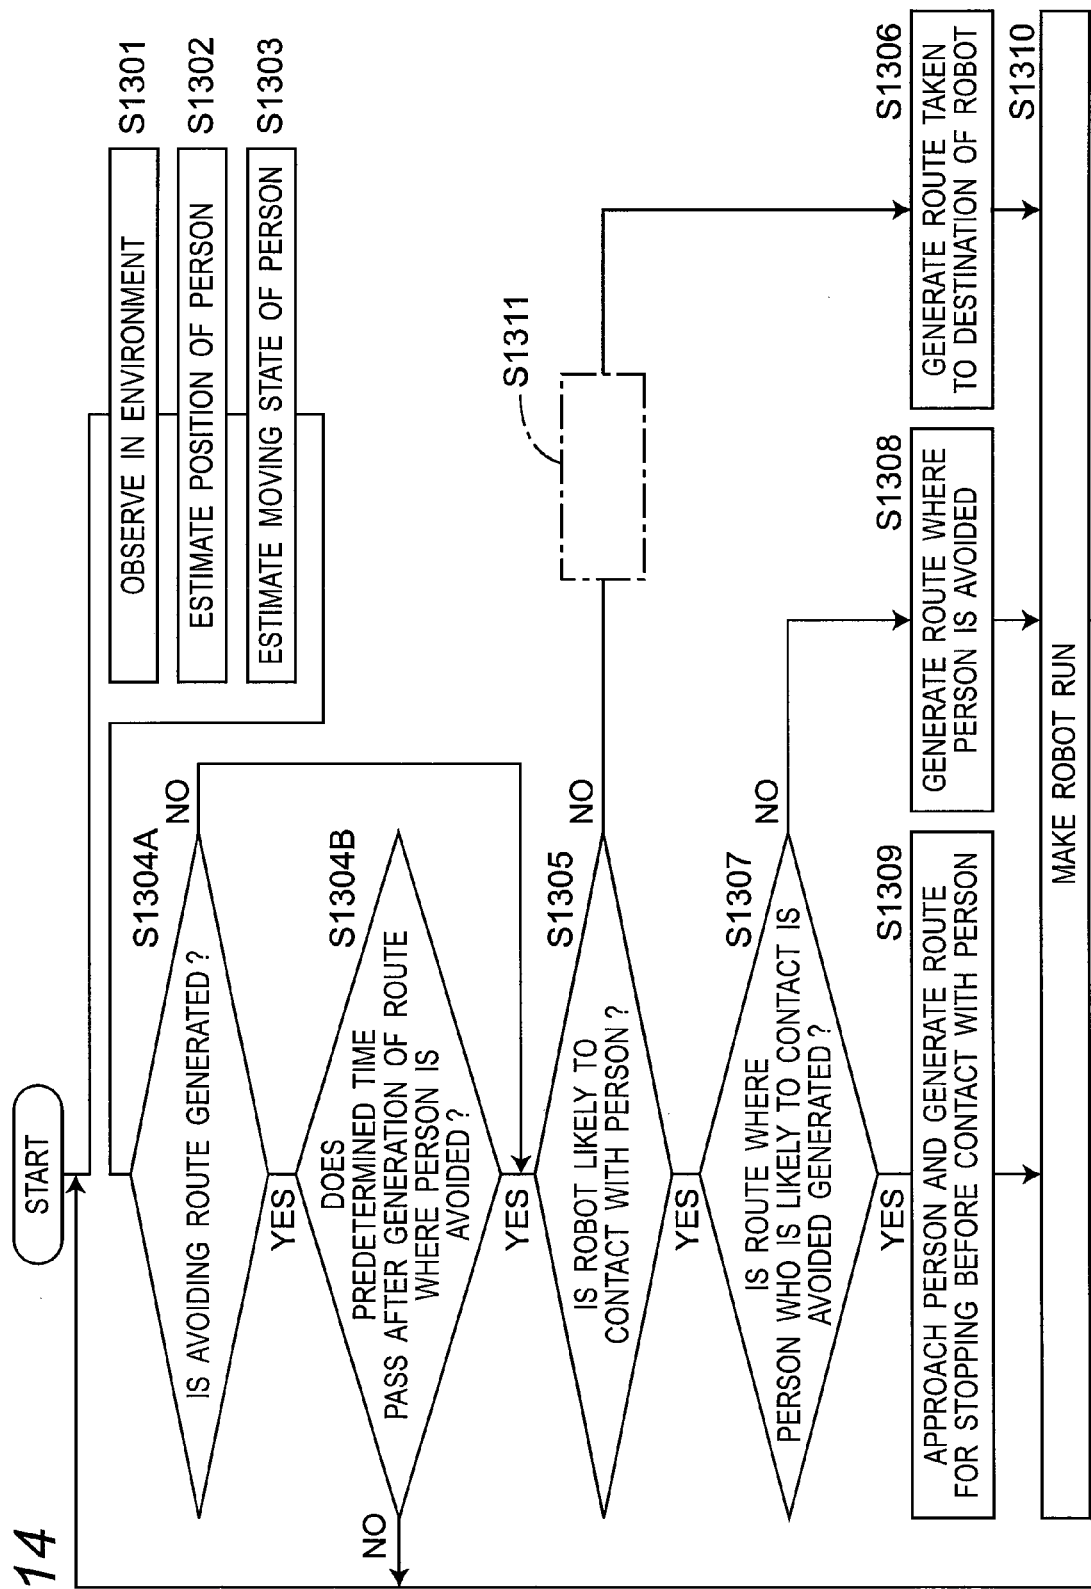 14
START
OBSERVE IN ENVIRONMENT
S1301
ESTIMATE POSITION OF PERSON
S1302
ESTIMATE MOVING STATE OF PERSON
S1303
S1304A
IS AVOIDING ROUTE GENERATED?
NO
YES
S1304B
DOES
PREDETERMINED TIME
PASS AFTER GENERATION OF ROUTE
WHERE PERSON IS
AVOIDED?
NO
YES
S1305
IS ROBOT LIKELY TO
CONTACT WITH PERSON?
NO
YES
S1311
S1307
IS ROUTE WHERE
PERSON WHO IS LIKELY TO CONTACT IS
AVOIDED GENERATED?
NO
YES
S1309
APPROACH PERSON AND GENERATE ROUTE
FOR STOPPING BEFORE CONTACT WITH PERSON
S1308
GENERATE ROUTE WHERE
PERSON IS AVOIDED
S1306
GENERATE ROUTE TAKEN
TO DESTINATION OF ROBOT
S1310
MAKE ROBOT RUN